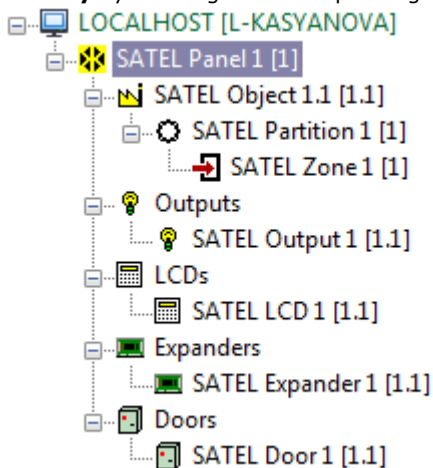 LOCALHOST [L-KASYANOVA]
SATEL Panel 1 [1]
SATEL Object 1.1 [1.1]
SATEL Partition 1 [1]
SATEL Zone 1 [1]
Outputs
SATEL Output 1 [1.1]
LCDs
SATEL LCD 1 [1.1]
Expanders
SATEL Expander 1 [1.1]
Doors
SATEL Door 1 [1.1]